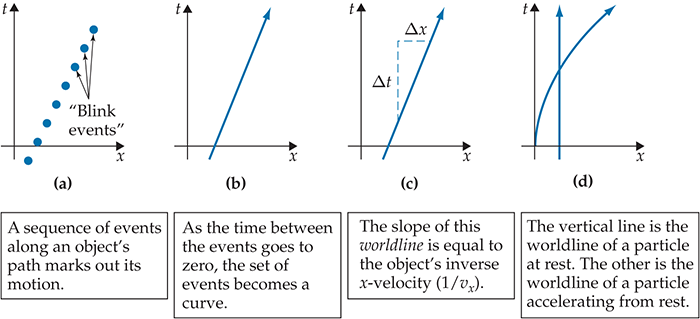 t
"Blink
events"
x
(a)
t
x
(b)
t
Δx
Δt
x
(c)
t
x
(d)
A sequence of events
along an object's
path marks out its
motion.
As the time between
the events goes to
zero, the set of
events becomes a
curve.
The slope of this
worldline is equal to
the object's inverse
x-velocity (1/vₓ).
The vertical line is the
worldline of a particle
at rest. The other is the
worldline of a particle
accelerating from rest.